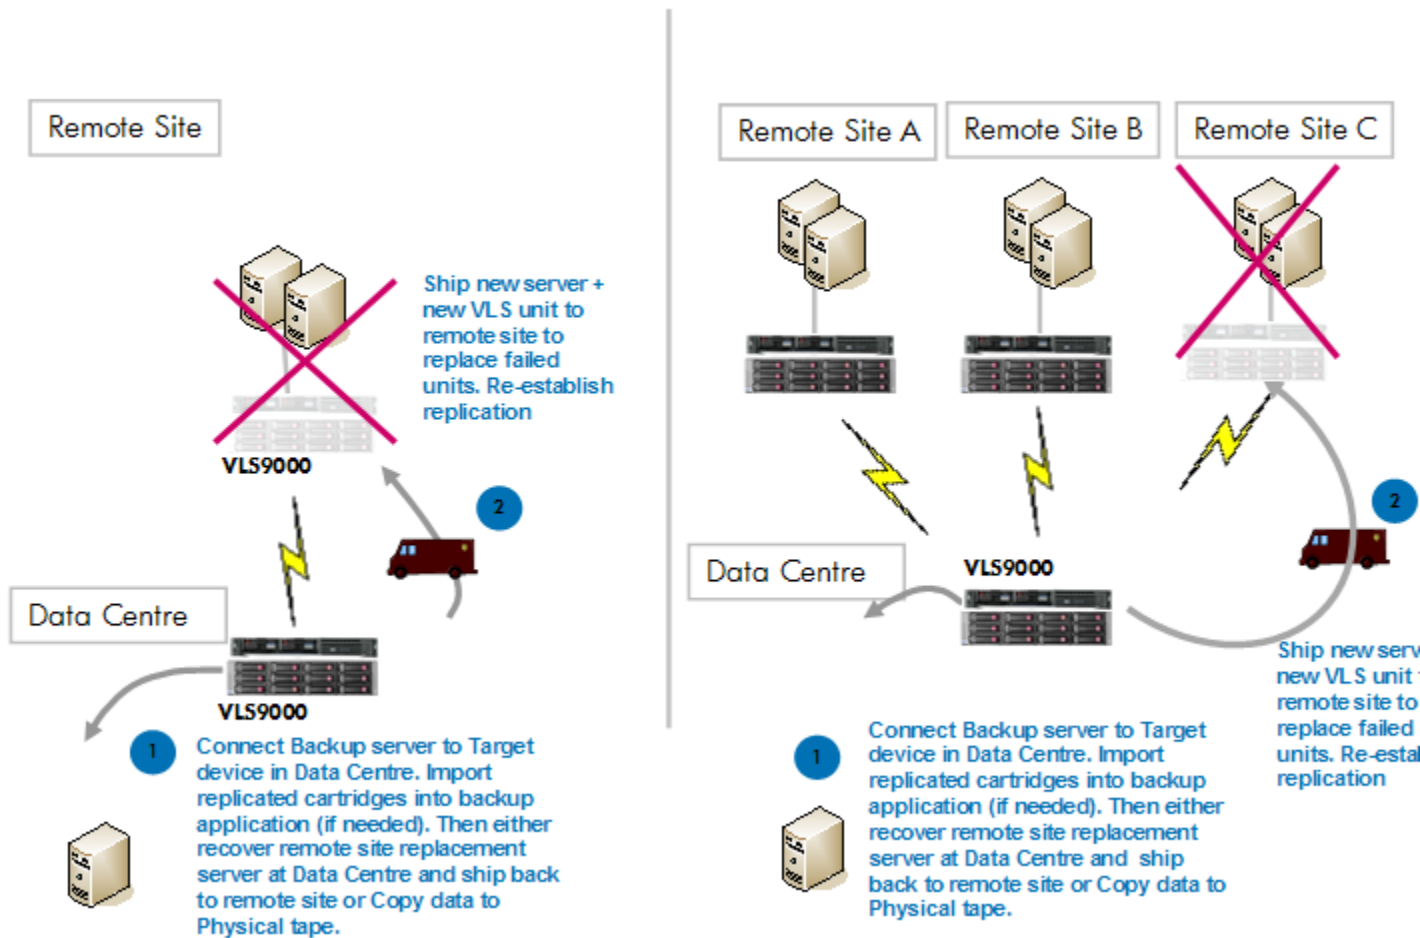 Remote Site
Ship new server +
new VLS unit to
remote site to
replace failed
units. Re-establish
replication
VLS9000
2
Data Centre
VLS9000
1
Connect Backup server to Target
device in Data Centre. Import
replicated cartridges into backup
application (if needed). Then either
recover remote site replacement
server at Data Centre and ship back
to remote site or Copy data to
Physical tape.
Remote Site A
Remote Site B
Remote Site C
2
Data Centre
VLS9000
Ship new
new VLS unit
remote site to
replace failed
units.
replication
1
Connect Backup server to Target
device in Data Centre. Import
replicated cartridges into backup
application (if needed). Then either
recover remote site replacement
server at Data Centre and ship
back to remote site or Copy data to
Physical tape.